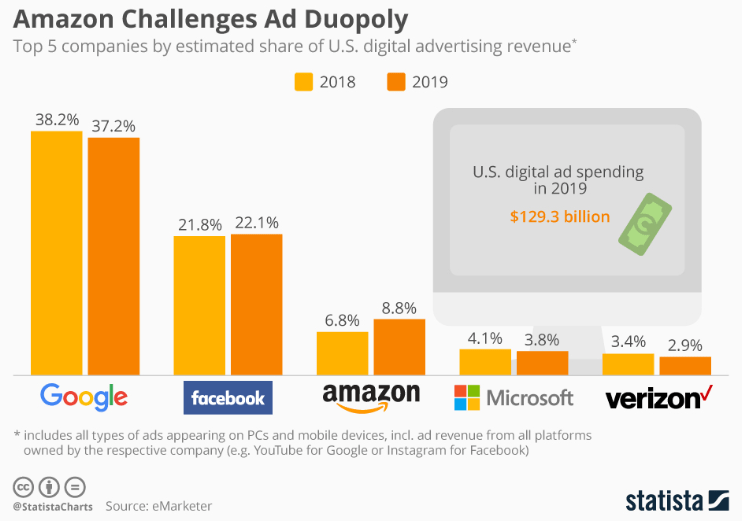 Amazon Challenges Ad Duopoly
Top 5 companies by estimated share of U.S. digital advertising revenue*
2018 2019
38.2% 37.2%
21.8% 22.1%
6.8% 8.8%
4.1% 3.8%
3.4% 2.9%
U.S. digital ad spending
in 2019
$129.3 billion
Google facebook amazon Microsoft verizon✓
* includes all types of ads appearing on PCs and mobile devices, incl. ad revenue from all platforms
owned by the respective company (e.g. YouTube for Google or Instagram for Facebook)
cc
@StatistaCharts Source: eMarketer
statista